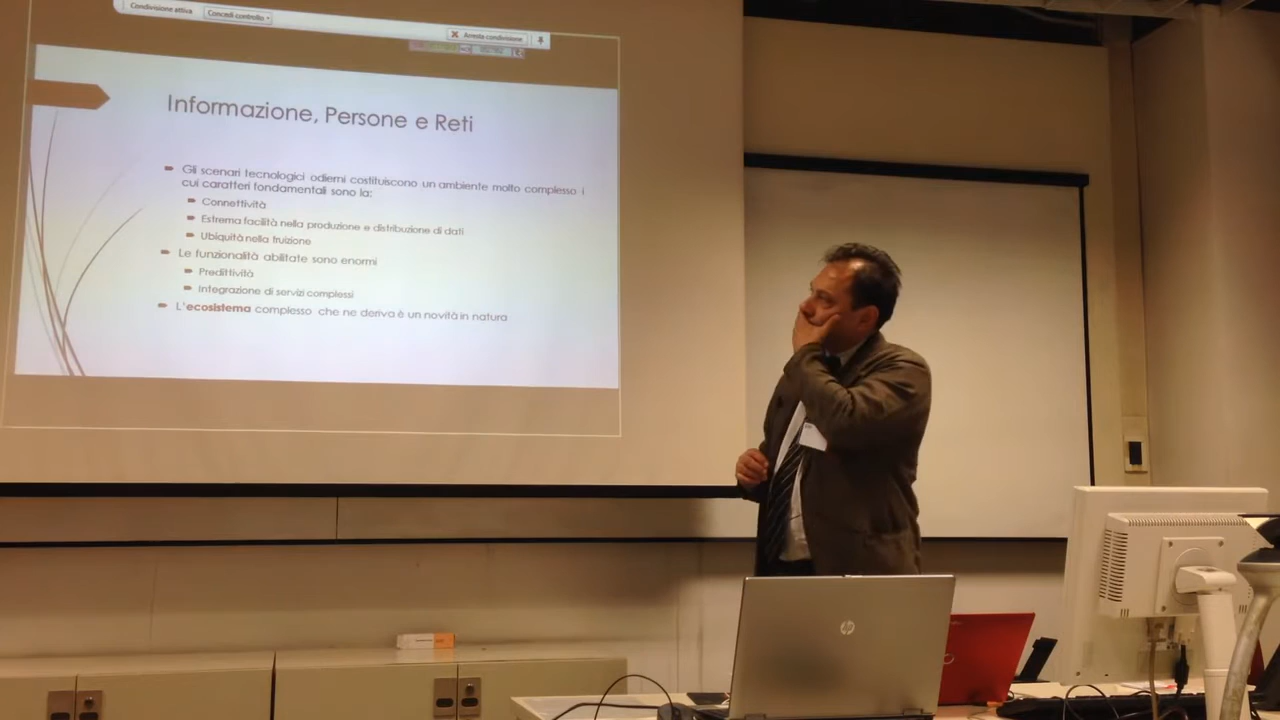 Condivisione attiva
Concedi controllo
Arresta condivisione
Informazione, Persone e Reti
Gli scenari tecnologici odierni costituiscono un ambiente molto complesso i
cui caratteri fondamentali sono la:
Connettività
Estrema facilità nella produzione e distribuzione di dati
Ubiquità nella fruizione
Le funzionalità abilitate sono enormi
Predittività
Integrazione di servizi complessi
L'ecosistema complesso che ne deriva è un novità in natura
hp